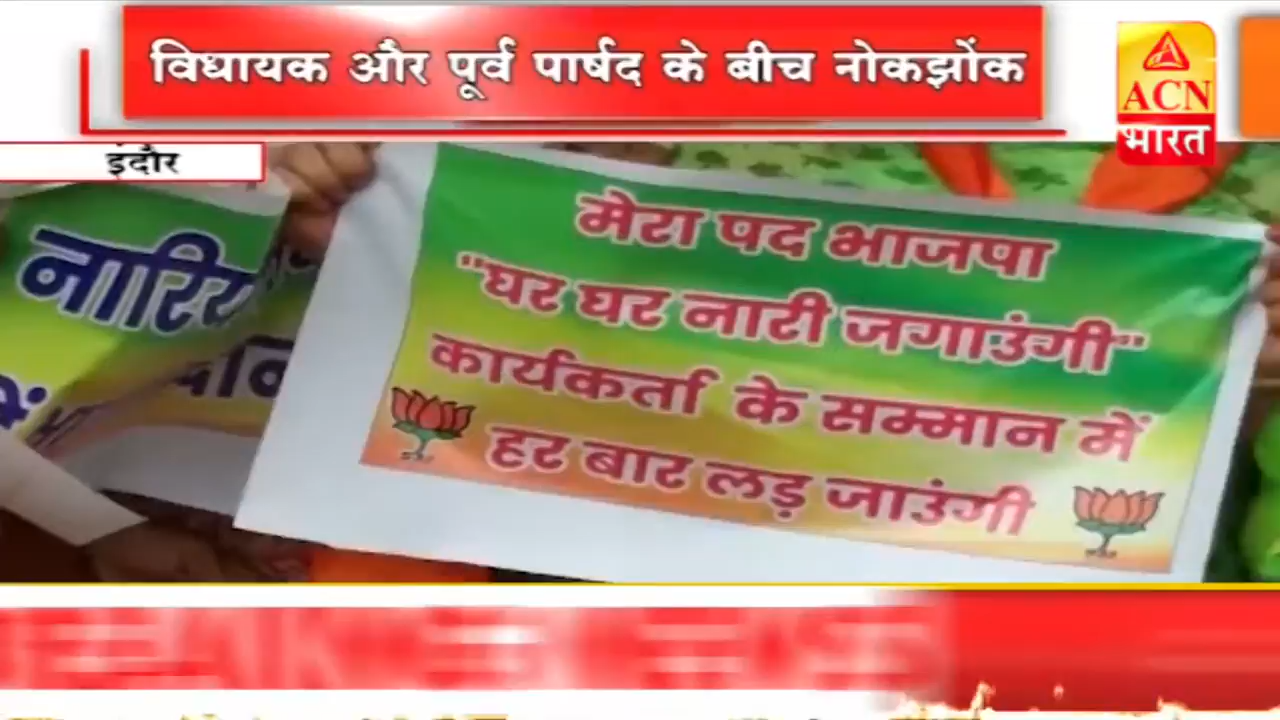 विधायक और पूर्व पार्षद के बीच नोकझोंक
ACN
भारत
इंदौर
मेरा पद भाजपा
"घर घर नारी जगाउंगी"
कार्यकर्ता के सम्मान में
हर बार लड़ जाउंगी